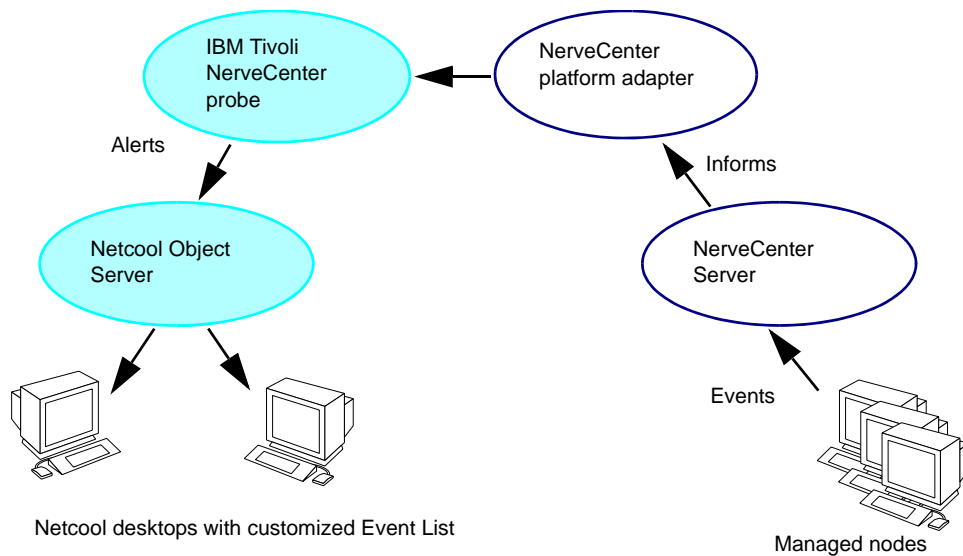 IBM Tivoli
NerveCenter
probe
NerveCenter
platform adapter
Alerts
Informs
Netcool Object
Server
NerveCenter
Server
Events
Netcool desktops with customized Event List
Managed nodes